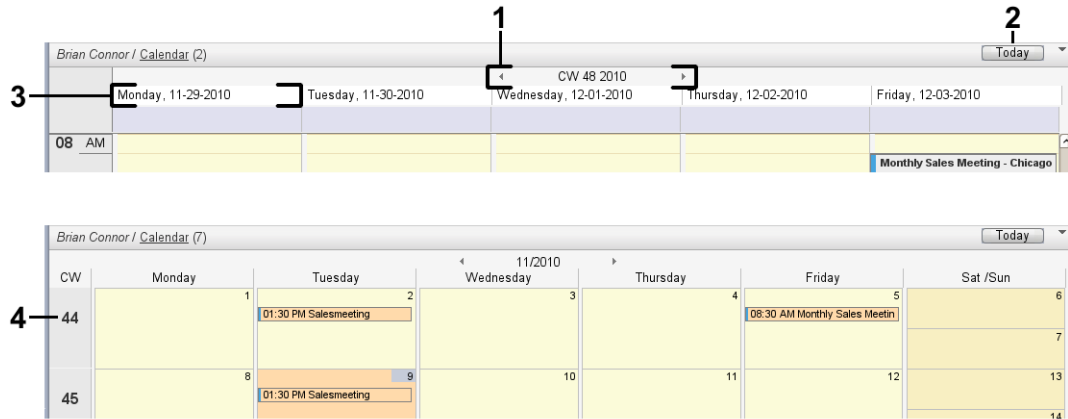 1 2
Brian Connor / Calendar (2) Today
CW 48 2010
3 Monday, 11-29-2010 Tuesday, 11-30-2010 Wednesday, 12-01-2010 Thursday, 12-02-2010 Friday, 12-03-2010
08 AM
Monthly Sales Meeting - Chicago
Brian Connor / Calendar (7) Today
11/2010
CW Monday Tuesday Wednesday Thursday Friday Sat /Sun
1 2 3 4 5 6
4 44 01:30 PM Salesmeeting 08:30 AM Monthly Sales Meetin
7
8 9 10 11 12 13
45 01:30 PM Salesmeeting
14